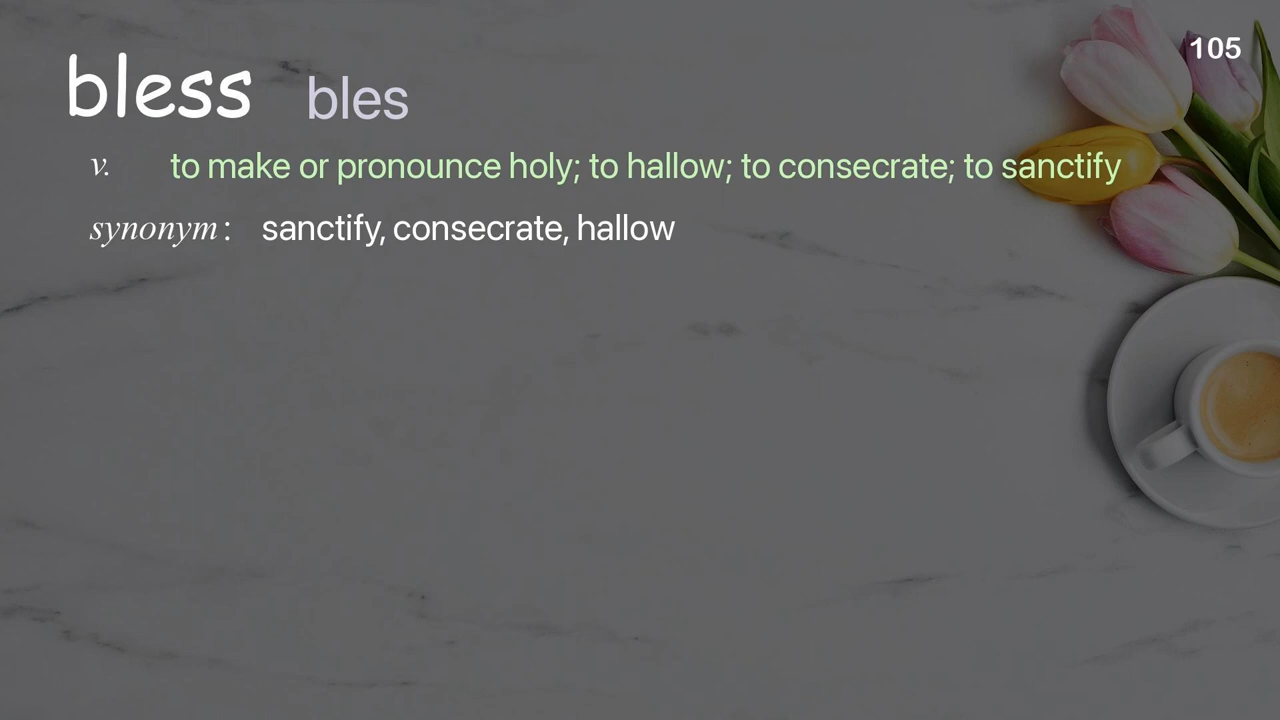 105
bless bles
v. to make or pronounce holy; to hallow; to consecrate; to sanctify
synonym: sanctify, consecrate, hallow